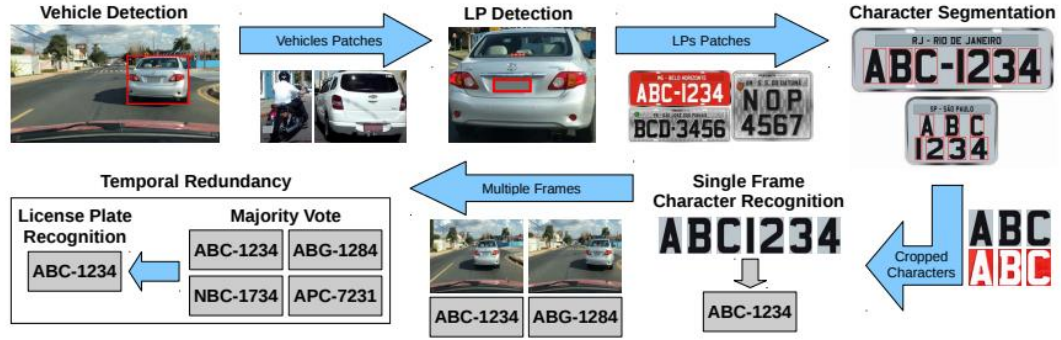 Vehicle Detection
Vehicles Patches
LP Detection
LPs Patches
Character Segmentation
MG - BELO HORIZONTE
ABC-1234
BCD-3456
NOP
4567
RJ - RIO DE JANEIRO
ABC-1234
SP - SÃO PAULO
ABC
1234
Temporal Redundancy
License Plate
Recognition
ABC-1234
Majority Vote
ABC-1234
ABG-1284
NBC-1734
APC-7231
Multiple Frames
ABC-1234
ABG-1284
Single Frame
Character Recognition
ABC1234
ABC-1234
Cropped
Characters
ABC
ABC